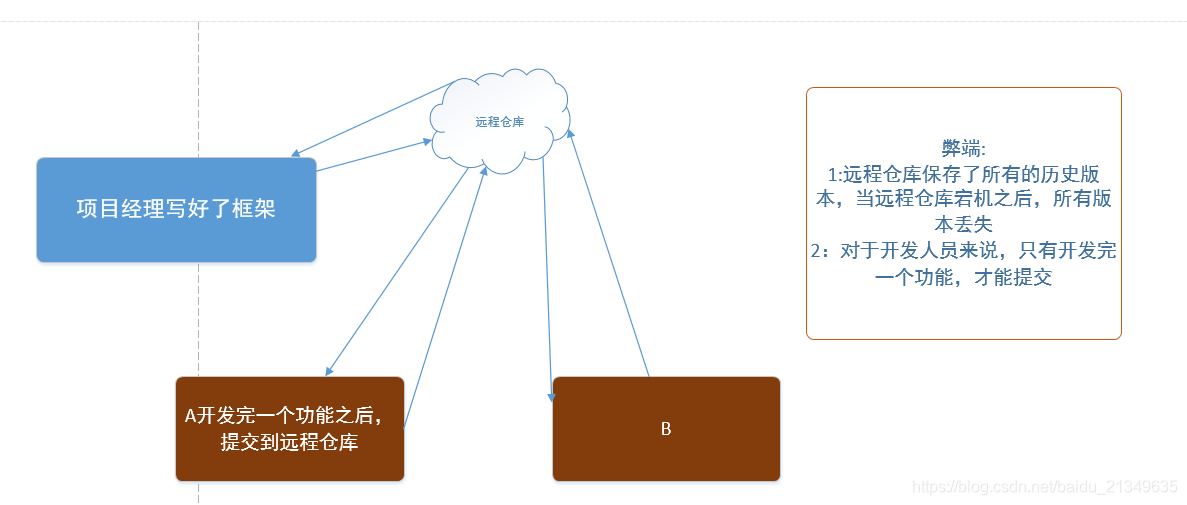 远程仓库
项目经理写好了框架
弊端:
1:远程仓库保存了所有的历史版
本，当远程仓库宕机之后，所有版
本丢失
2：对于开发人员来说，只有开发完
一个功能，才能提交
A开发完一个功能之后，
提交到远程仓库
B
https://blog.csdn.net/baidu_21349635